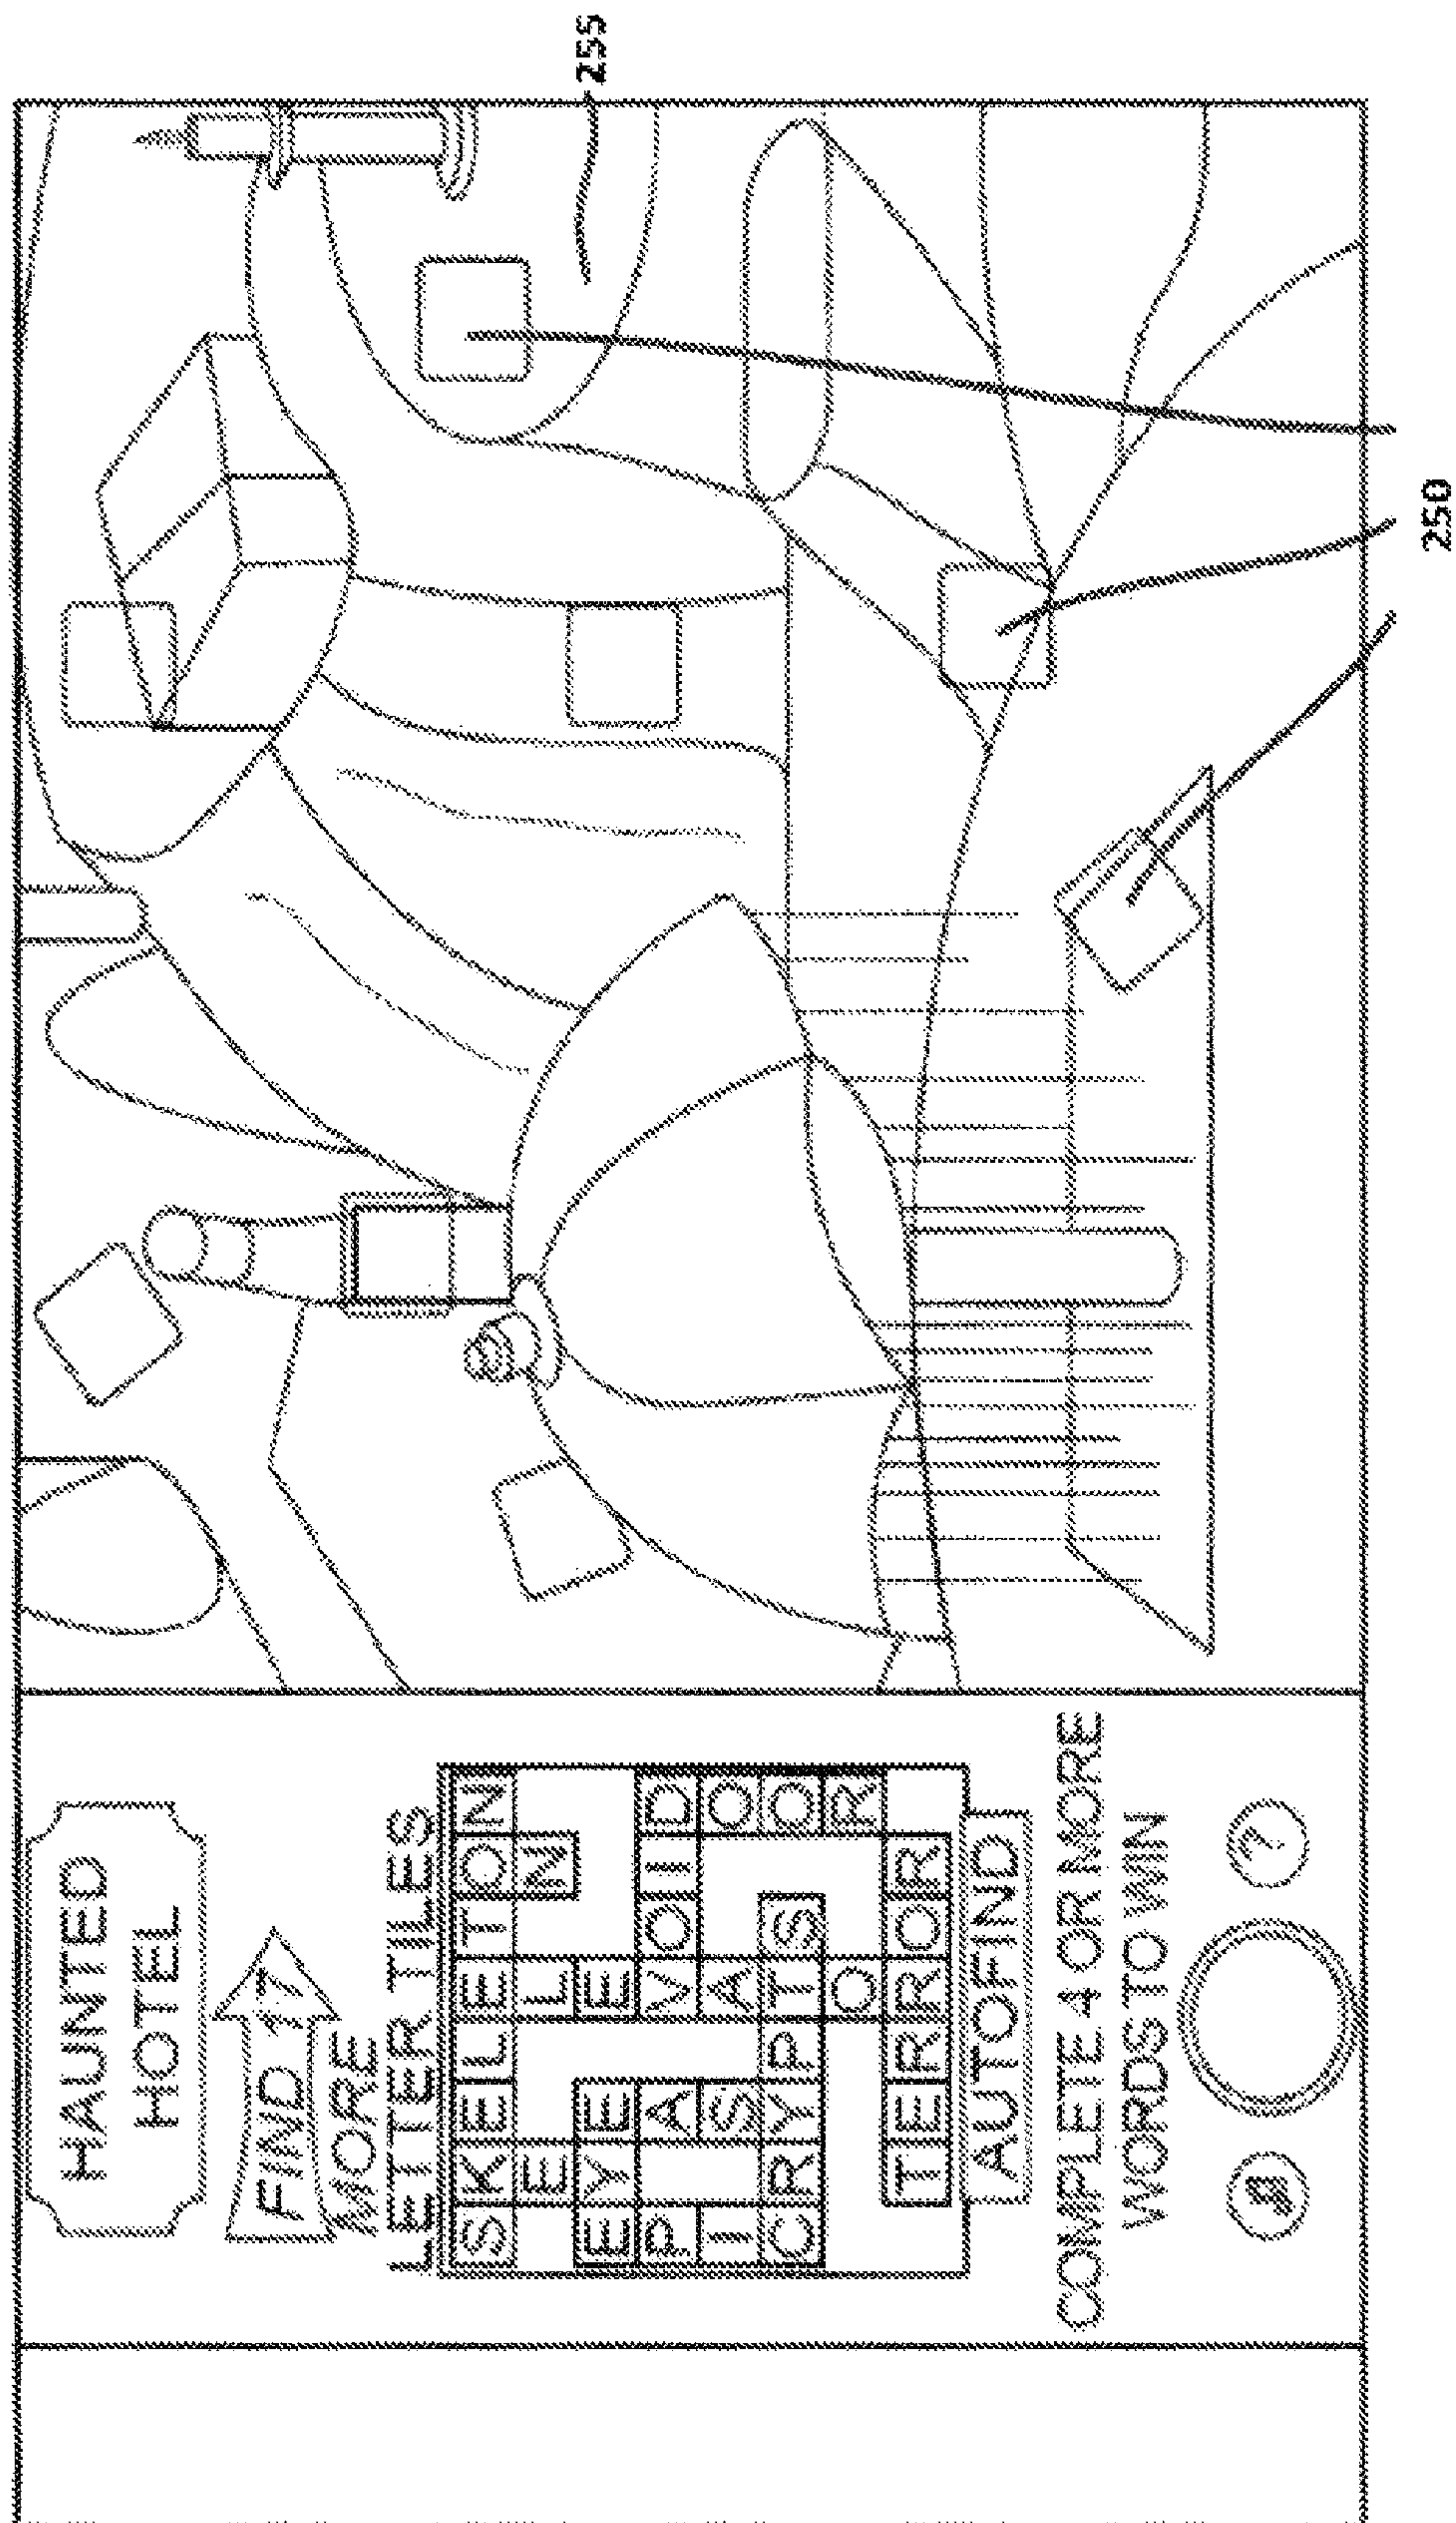 HAUNTED
HOTEL
FIND 17
MORE
LETTER TILES
SKELETON
E L N
EYE E
P A VOID
I S A O
CRYPTS O
O R
TERROR
AUTOFIND
COMPLETE 4 OR MORE
WORDS TO WIN
?
255
250